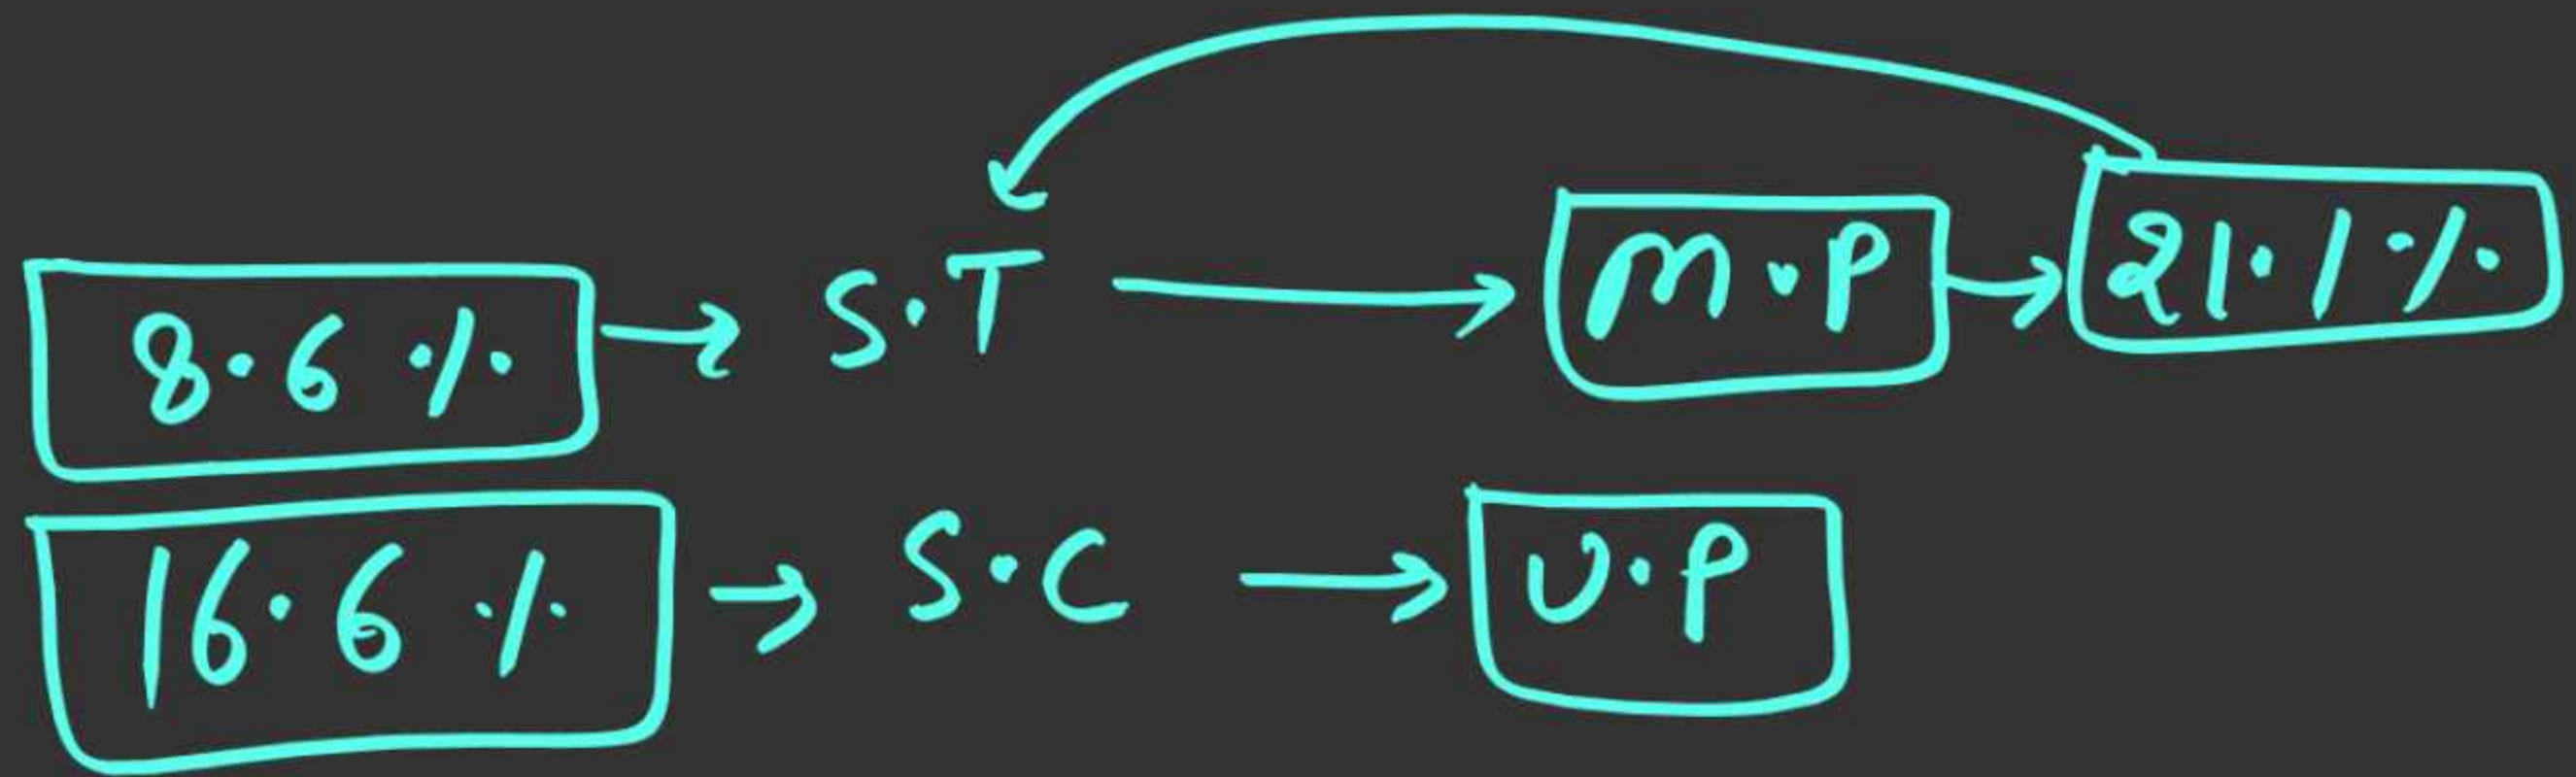 8.6 % → S.T → M.P → 21.1 %
16.6 % → S.C → U.P